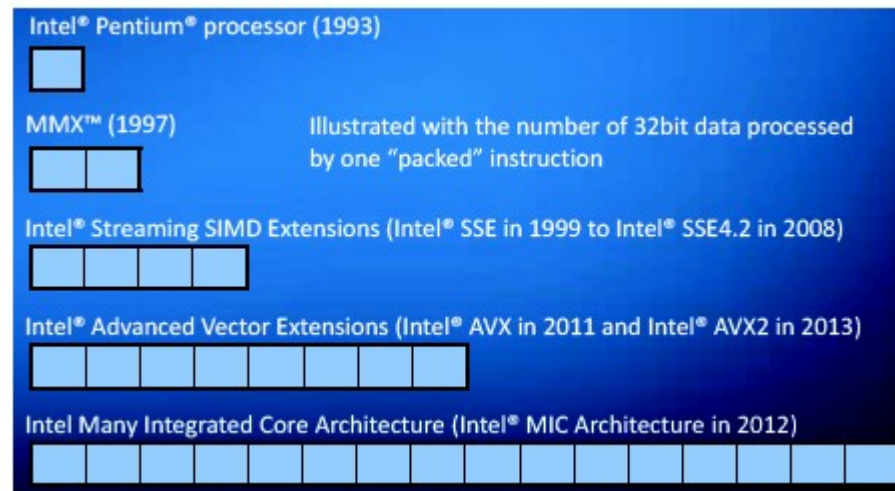 Intel® Pentium® processor (1993)
MMX™ (1997)
Illustrated with the number of 32bit data processed
by one “packed” instruction
Intel® Streaming SIMD Extensions (Intel® SSE in 1999 to Intel® SSE4.2 in 2008)
Intel® Advanced Vector Extensions (Intel® AVX in 2011 and Intel® AVX2 in 2013)
Intel Many Integrated Core Architecture (Intel® MIC Architecture in 2012)